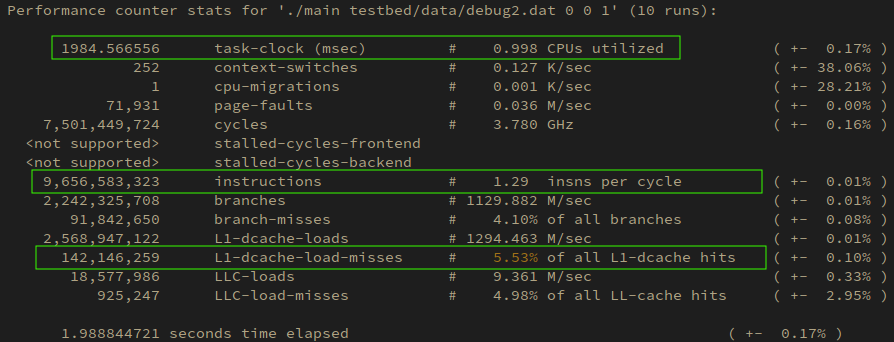 Performance counter stats for './main testbed/data/debug2.dat 0 0 1' (10 runs):
1984.566556 task-clock (msec) # 0.998 CPUs utilized ( +- 0.17% )
252 context-switches # 0.127 K/sec ( +- 38.06% )
1 cpu-migrations # 0.001 K/sec ( +- 28.21% )
71,931 page-faults # 0.036 M/sec ( +- 0.00% )
7,501,449,724 cycles # 3.780 GHz ( +- 0.16% )
<not supported> stalled-cycles-frontend
<not supported> stalled-cycles-backend
9,656,583,323 instructions # 1.29 insns per cycle ( +- 0.01% )
2,242,325,708 branches # 1129.882 M/sec ( +- 0.01% )
91,842,650 branch-misses # 4.10% of all branches ( +- 0.08% )
2,568,947,122 L1-dcache-loads # 1294.463 M/sec ( +- 0.01% )
142,146,259 L1-dcache-load-misses # 5.53% of all L1-dcache hits ( +- 0.10% )
18,577,986 LLC-loads # 9.361 M/sec ( +- 0.33% )
925,247 LLC-load-misses # 4.98% of all LL-cache hits ( +- 2.95% )
1.988844721 seconds time elapsed ( +- 0.17% )